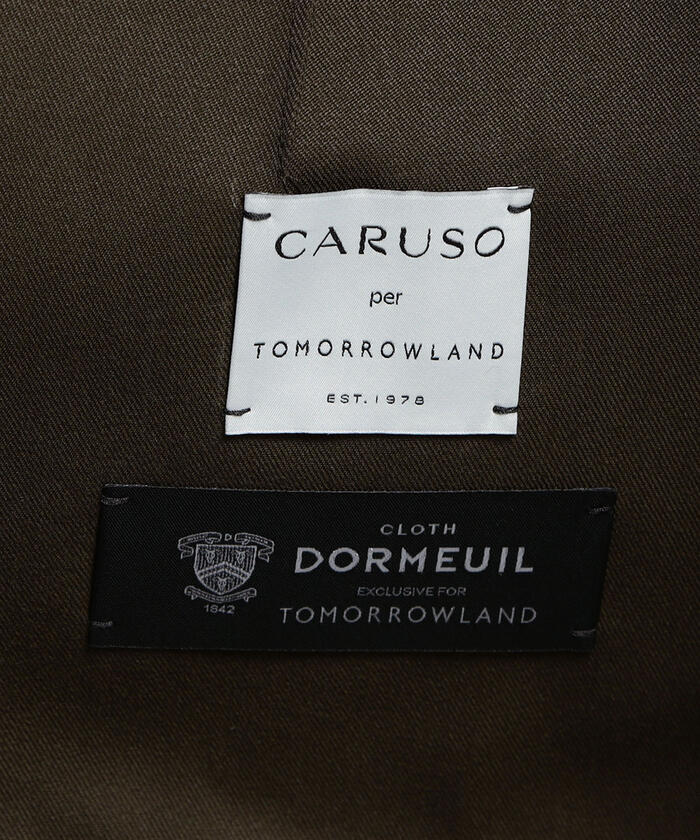 CARUSO
per
TOMORROWLAND
EST. 1978
D
1842
CLOTH
DORMEUIL
EXCLUSIVE FOR
TOMORROWLAND